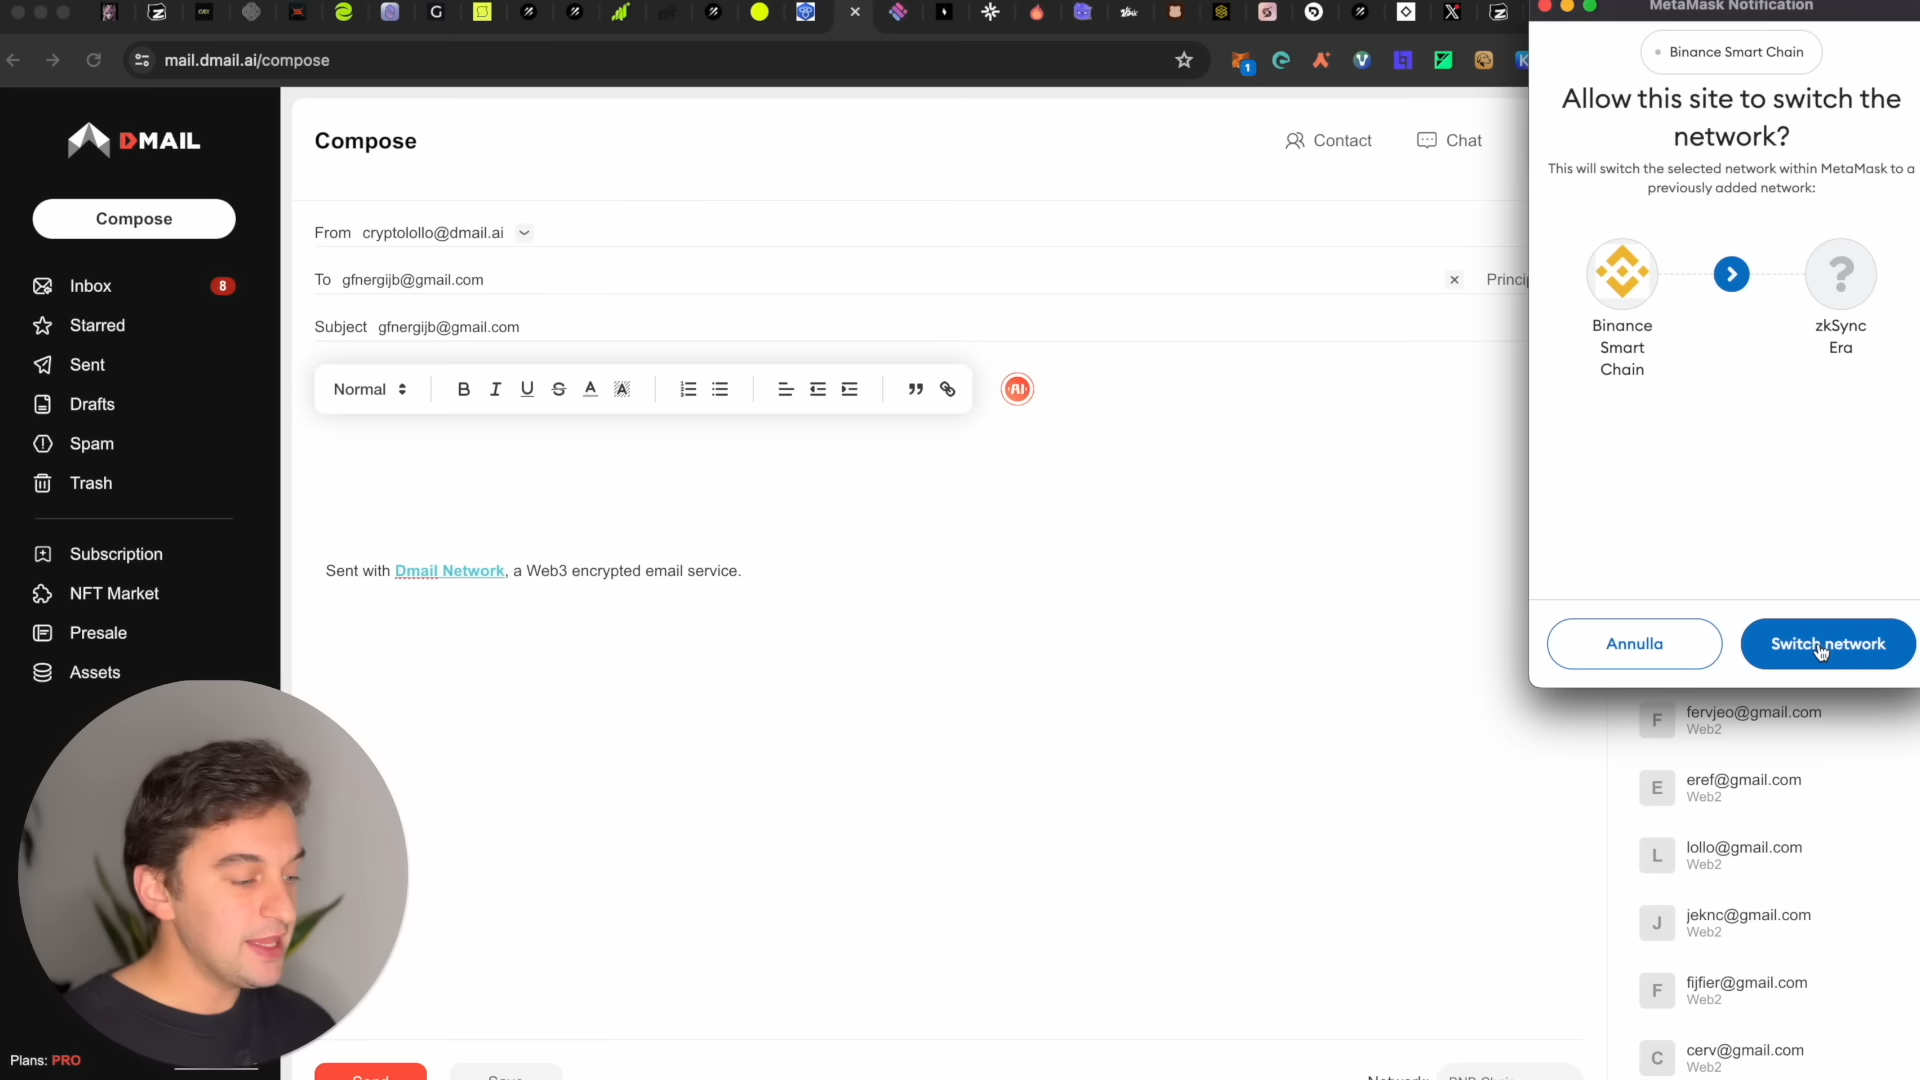 MetaMask Notification
mail.dmail.ai/compose
1
Binance Smart Chain
Allow this site to switch the
network?
This will switch the selected network within MetaMask to a
previously added network:
Binance
Smart
Chain
zkSync
Era
Annulla
Switch network
DMAIL
Compose
Inbox
8
Starred
Sent
Drafts
Spam
Trash
Subscription
NFT Market
Presale
Assets
Plans: PRO
Compose
Contact
Chat
From cryptolollo@dmail.ai
To gfnergijb@gmail.com
Subject gfnergijb@gmail.com
Normal
B I U S A A
AI
Sent with Dmail Network, a Web3 encrypted email service.
F
fervjeo@gmail.com
Web2
E
eref@gmail.com
Web2
L
lollo@gmail.com
Web2
J
jeknc@gmail.com
Web2
F
fijfier@gmail.com
Web2
C
cerv@gmail.com
Web2